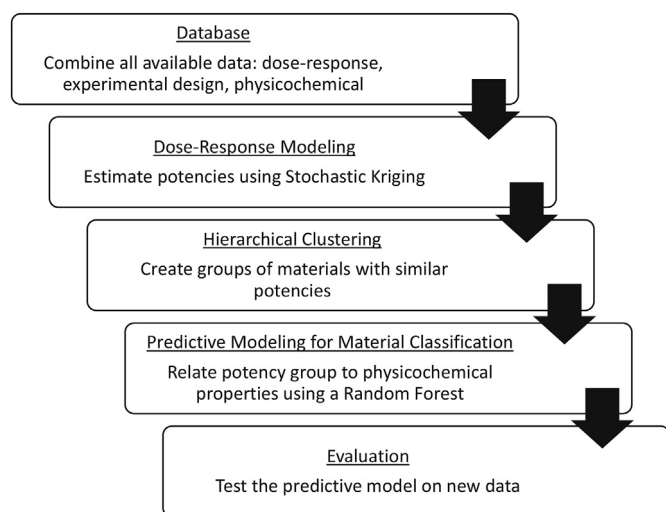 Database
Combine all available data: dose-response,
experimental design, physicochemical
Dose-Response Modeling
Estimate potencies using Stochastic Kriging
Hierarchical Clustering
Create groups of materials with similar
potencies
Predictive Modeling for Material Classification
Relate potency group to physicochemical
properties using a Random Forest
Evaluation
Test the predictive model on new data